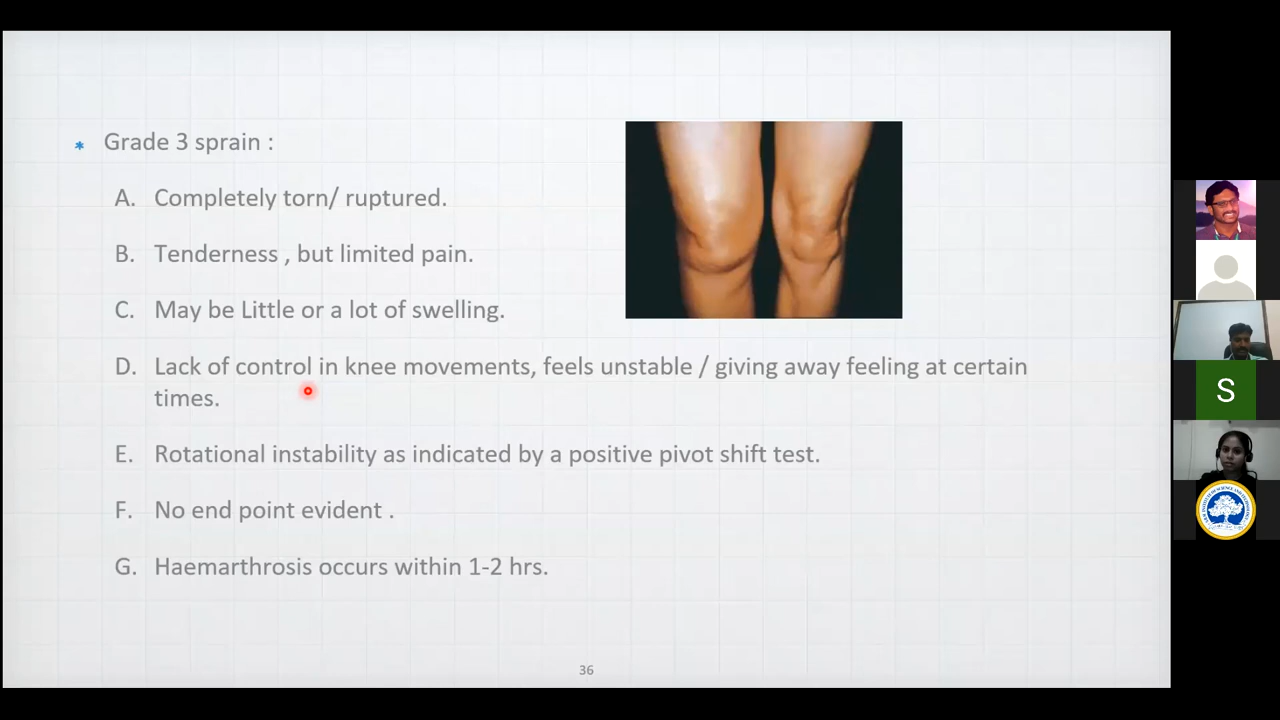 * Grade 3 sprain :
A. Completely torn/ ruptured.
B. Tenderness , but limited pain.
C. May be Little or a lot of swelling.
D. Lack of control in knee movements, feels unstable / giving away feeling at certain
times.
E. Rotational instability as indicated by a positive pivot shift test.
F. No end point evident .
G. Haemarthrosis occurs within 1-2 hrs.
36
S